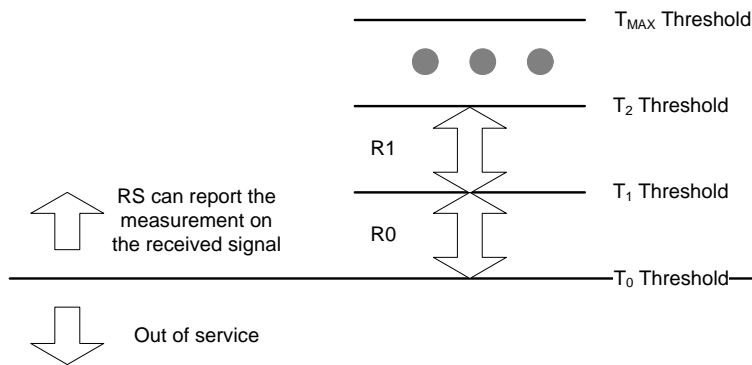 T_MAX Threshold
T_2 Threshold
R1
RS can report the
measurement on
the received signal
T_1 Threshold
R0
T_0 Threshold
Out of service